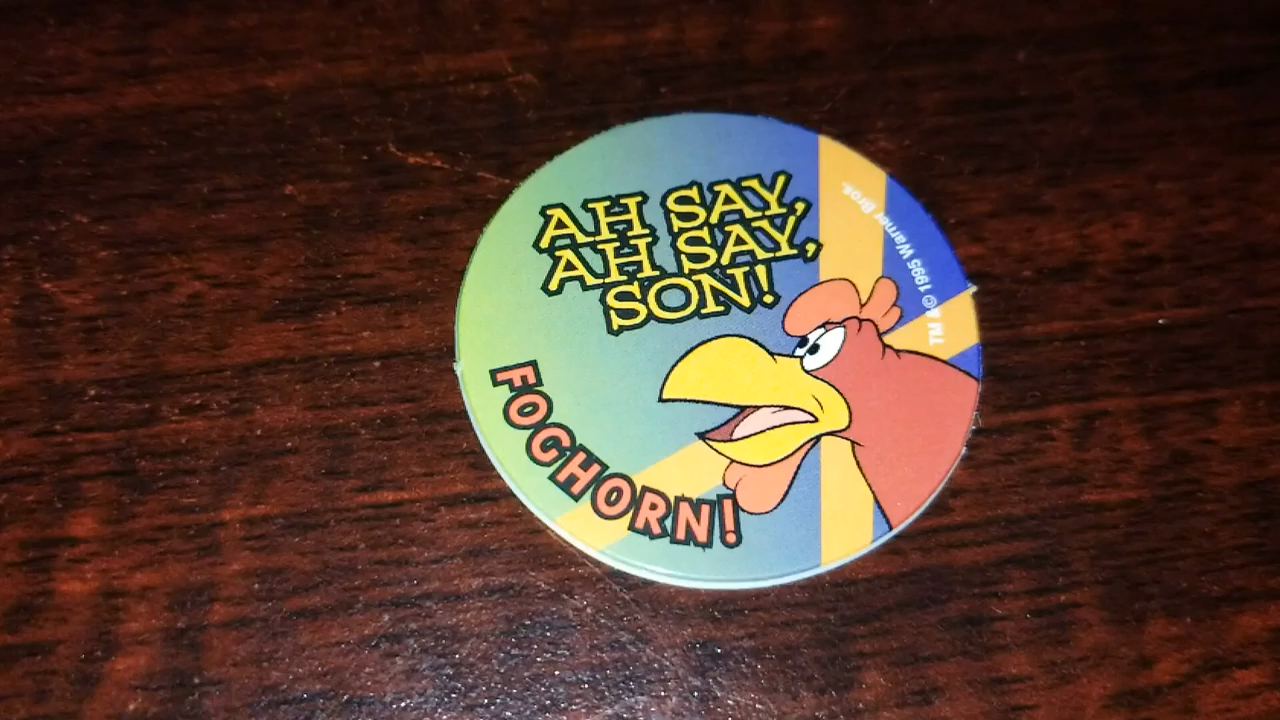 AH SAY,
AH SAY,
SON!
FOGHORN!
TM & © 1995 Warner Bros.